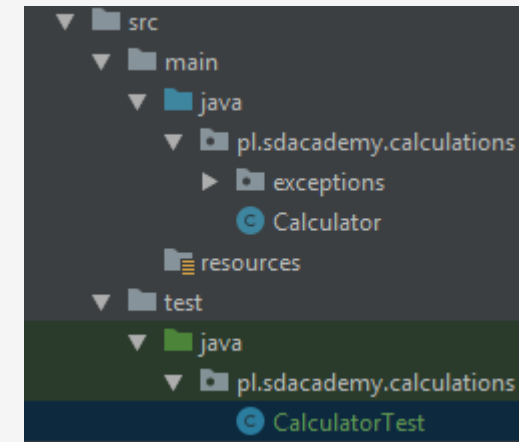 src
main
java
pl.sdacademy.calculations
exceptions
Calculator
resources
test
java
pl.sdacademy.calculations
CalculatorTest